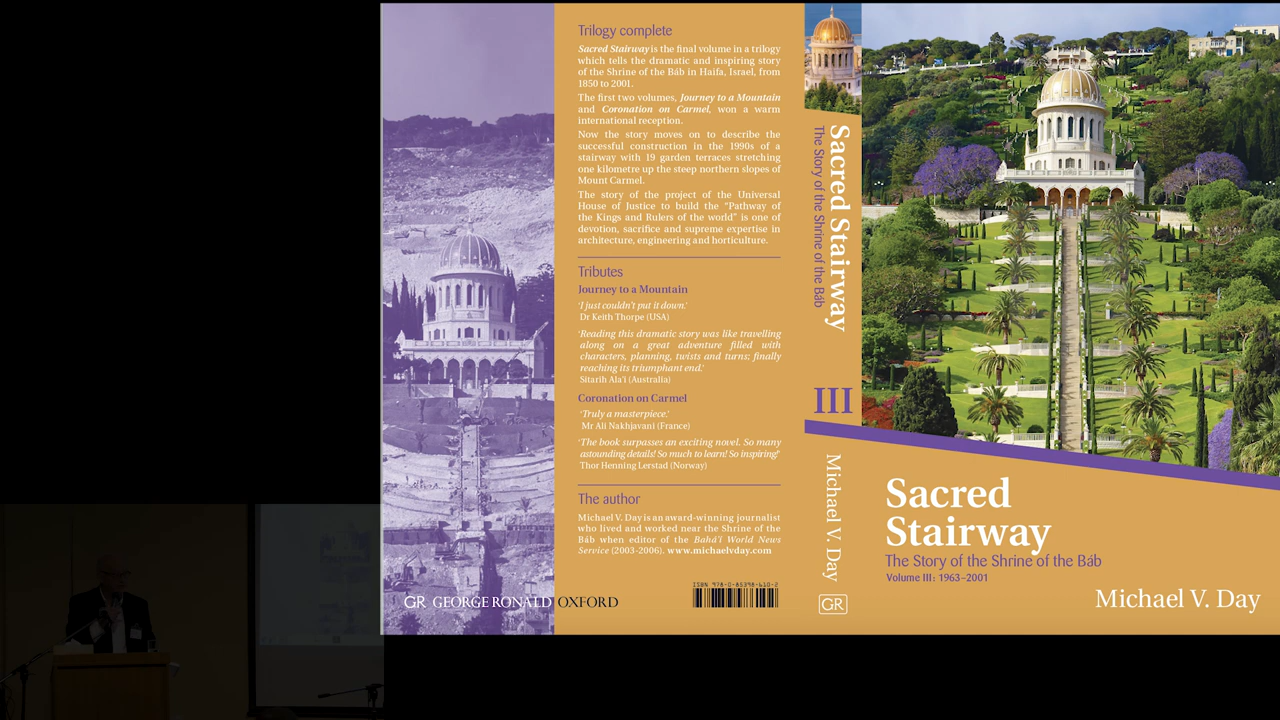 Trilogy complete
Sacred Stairway is the final volume in a trilogy
which tells the dramatic and inspiring story
of the Shrine of the Báb in Haifa, Israel, from
1850 to 2001.
The first two volumes, Journey to a Mountain
and Coronation on Carmel, won a warm
international reception.
Now the story moves on to describe the
successful construction in the 1990s of a
stairway with 19 garden terraces stretching
one kilometre up the steep northern slopes of
Mount Carmel.
The story of the project of the Universal
House of Justice to build the "Pathway of
the Kings and Rulers of the world" is one of
devotion, sacrifice and supreme expertise in
architecture, engineering and horticulture.
Tributes
Journey to a Mountain
'I just couldn't put it down.'
Dr Keith Thorpe (USA)
'Reading this dramatic story was like travelling
along on a great adventure filled with
characters, planning, twists and turns: finally
reaching its triumphant end.'
Sitarih Ala'i (Australia)
Coronation on Carmel
'Truly a masterpiece.'
Mr Ali Nakhjavani (France)
'The book surpasses an exciting novel. So many
astounding details! So much to learn! So inspiring!'
Thor Henning Lerstad (Norway)
The author
Michael V. Day is an award-winning journalist
who lived and worked near the Shrine of the
Báb when editor of the Bahá'í World News
Service (2003-2006). www.michaelvday.com
ISBN 978-0-85398-610-2
GR GEORGE RONALD OXFORD
Sacred Stairway
The Story of the Shrine of the Báb
III
Michael V. Day
GR
Sacred
Stairway
The Story of the Shrine of the Báb
Volume III: 1963–2001
Michael V. Day